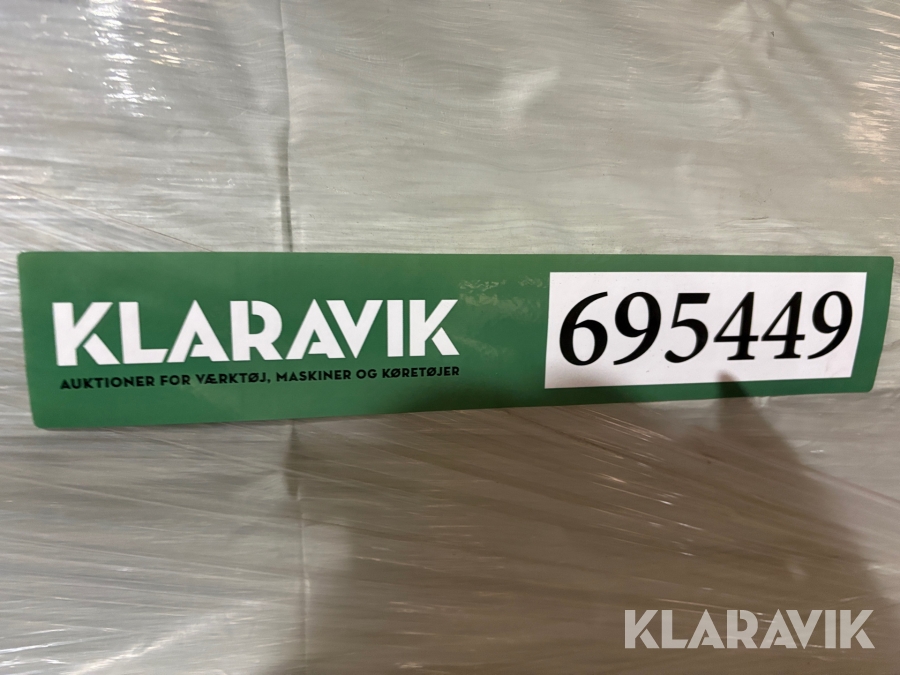 KLARAVIK
AUKTIONER FOR VÆRKTØJ, MASKINER OG KØRETØJER
695449
KLARAVIK